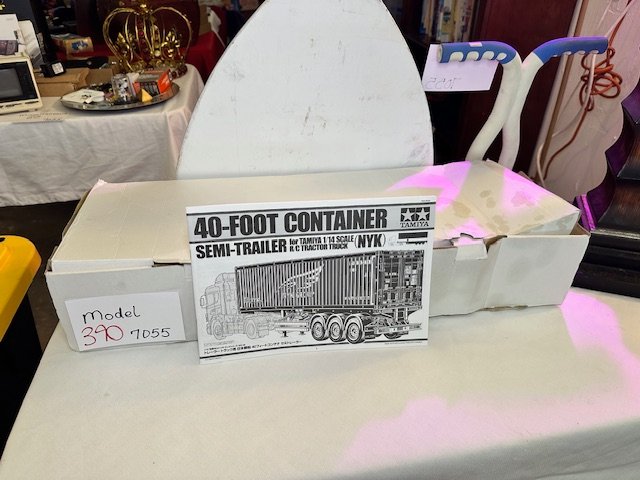 40-FOOT CONTAINER
TAMIYA
SEMI-TRAILER for TAMIYA 1/14 SCALE R.C TRACTOR TRUCK (NYK)
Model
390 7055